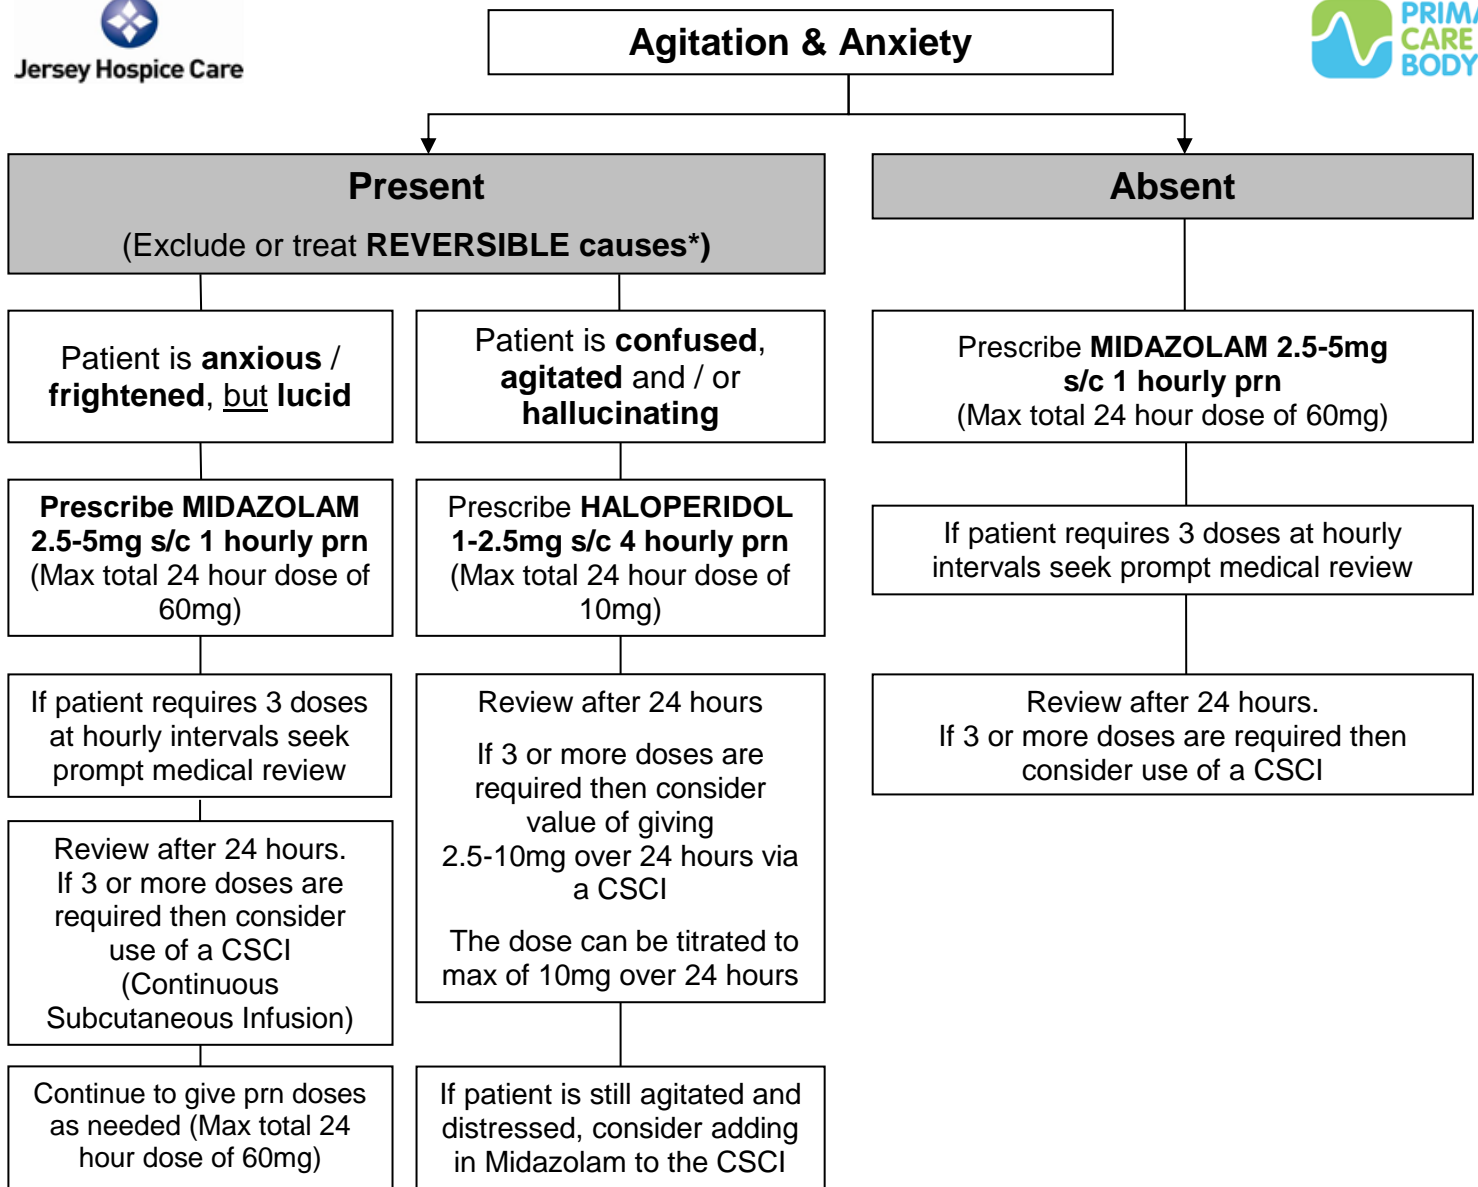 Jersey Hospice Care
Agitation & Anxiety
CARE
BODY
Present
(Exclude or treat REVERSIBLE causes*)
Absent
Patient is anxious /
frightened, but lucid
Patient is confused,
agitated and / or
hallucinating
Prescribe MIDAZOLAM 2.5-5mg
s/c 1 hourly prn
(Max total 24 hour dose of 60mg)
Prescribe MIDAZOLAM
2.5-5mg s/c 1 hourly prn
(Max total 24 hour dose of
60mg)
Prescribe HALOPERIDOL
1-2.5mg s/c 4 hourly prn
(Max total 24 hour dose of
10mg)
If patient requires 3 doses at hourly
intervals seek prompt medical review
If patient requires 3 doses
at hourly intervals seek
prompt medical review
Review after 24 hours
If 3 or more doses are
required then consider
value of giving
2.5-10mg over 24 hours via
a CSCI
The dose can be titrated to
max of 10mg over 24 hours
Review after 24 hours.
If 3 or more doses are required then
consider use of a CSCI
Review after 24 hours.
If 3 or more doses are
required then consider
use of a CSCI
(Continuous
Subcutaneous Infusion)
Continue to give prn doses
as needed (Max total 24
hour dose of 60mg)
If patient is still agitated and
distressed, consider adding
in Midazolam to the CSCI